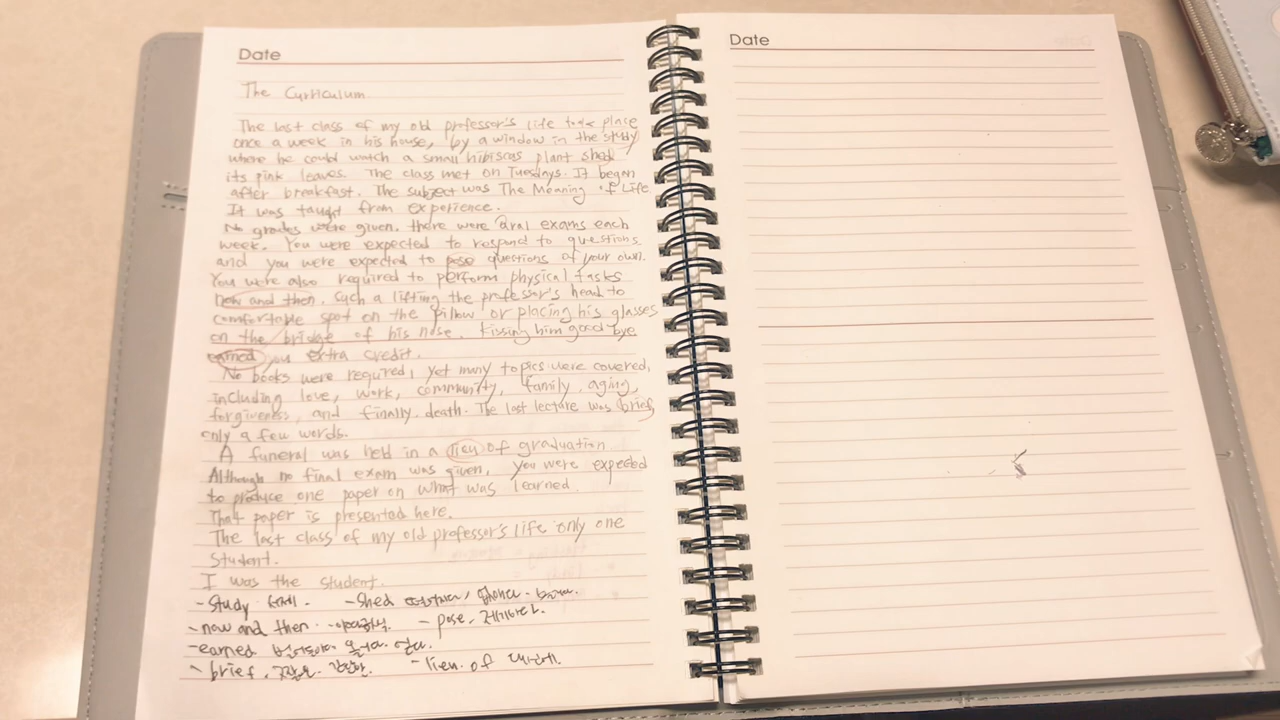 Date
The Curriculum
The last class of my old professor's life took place
once a week in his house, by a window in the study
where he could watch a small hibiscas plant shed
its pink leaves. The class met on Tuesdays. It began
after breakfast. The subject was The Meaning of Life
It was taught from experience.
No grades were given. there were oral exams each
week. You were expected to respond to questions.
and you were expected to pose questions of your own.
You were also required to perform physical tasks
now and then. such a lifting the professor's head to
comfortable spot on the pillow or placing his glasses
on the bridge of his nose. Kissing him good bye
earned you extra credit.
No books were required, yet many topics were covered,
including love, work, community, family, aging,
forgiveness, and finally. death. The last lecture was brief,
only a few words.
A funeral was held in a lieu of graduation
Although no final exam was given, you were expected
to produce one paper on what was learned.
That paper is presented here.
The last class of my old professor's life only one
student.
I was the student.
- study 서재. - shed
- now and then - pose. 제기하다.
- earned
- brief. - lieu of 대신에.
Date